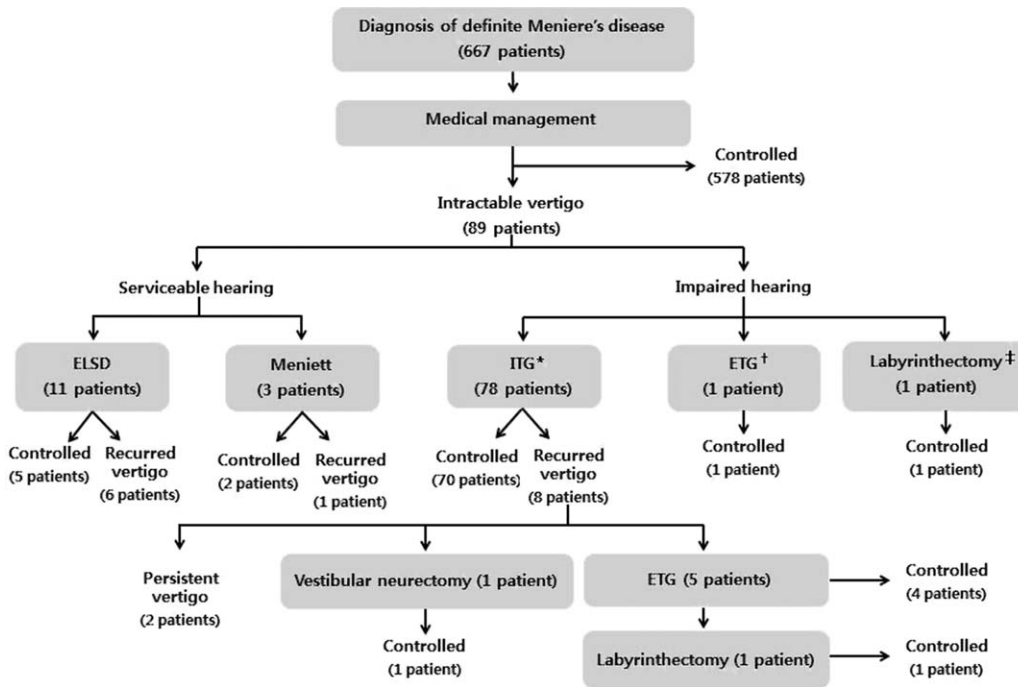 Diagnosis of definite Meniere's disease
(667 patients)
Medical management
Controlled
(578 patients)
Intractable vertigo
(89 patients)
Serviceable hearing
Impaired hearing
ELSD
(11 patients)
Meniett
(3 patients)
ITG*
(78 patients)
ETG†
(1 patient)
Labyrinthectomy‡
(1 patient)
Controlled
(5 patients)
Recurred
vertigo
(6 patients)
Controlled
(2 patients)
Recurred
vertigo
(1 patient)
Controlled
(70 patients)
Recurred
vertigo
(8 patients)
Controlled
(1 patient)
Controlled
(1 patient)
Persistent
vertigo
(2 patients)
Vestibular neurectomy (1 patient)
ETG (5 patients)
Controlled
(4 patients)
Controlled
(1 patient)
Labyrinthectomy (1 patient)
Controlled
(1 patient)